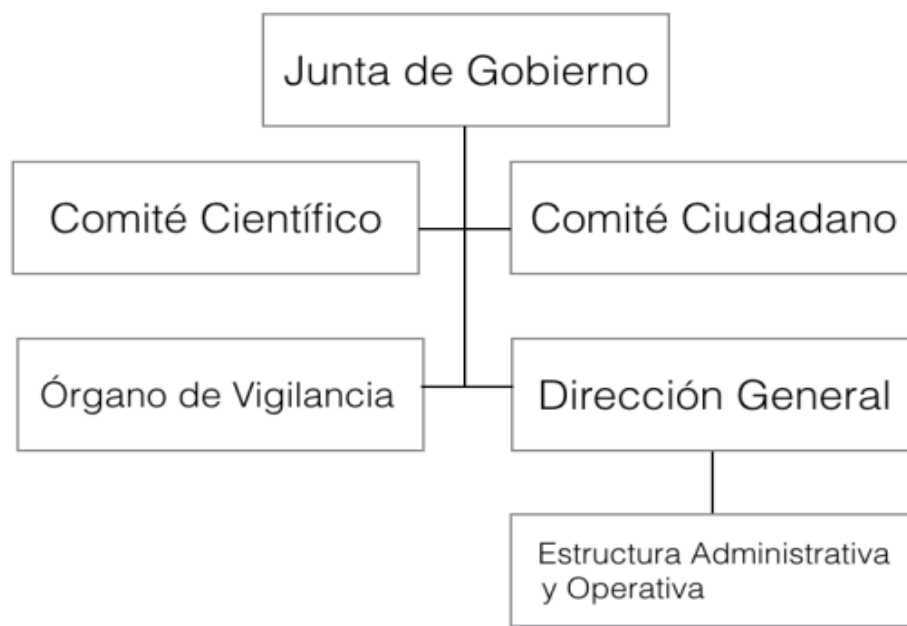 Junta de Gobierno
Comité Científico
Comité Ciudadano
Órgano de Vigilancia
Dirección General
Estructura Administrativa
y Operativa